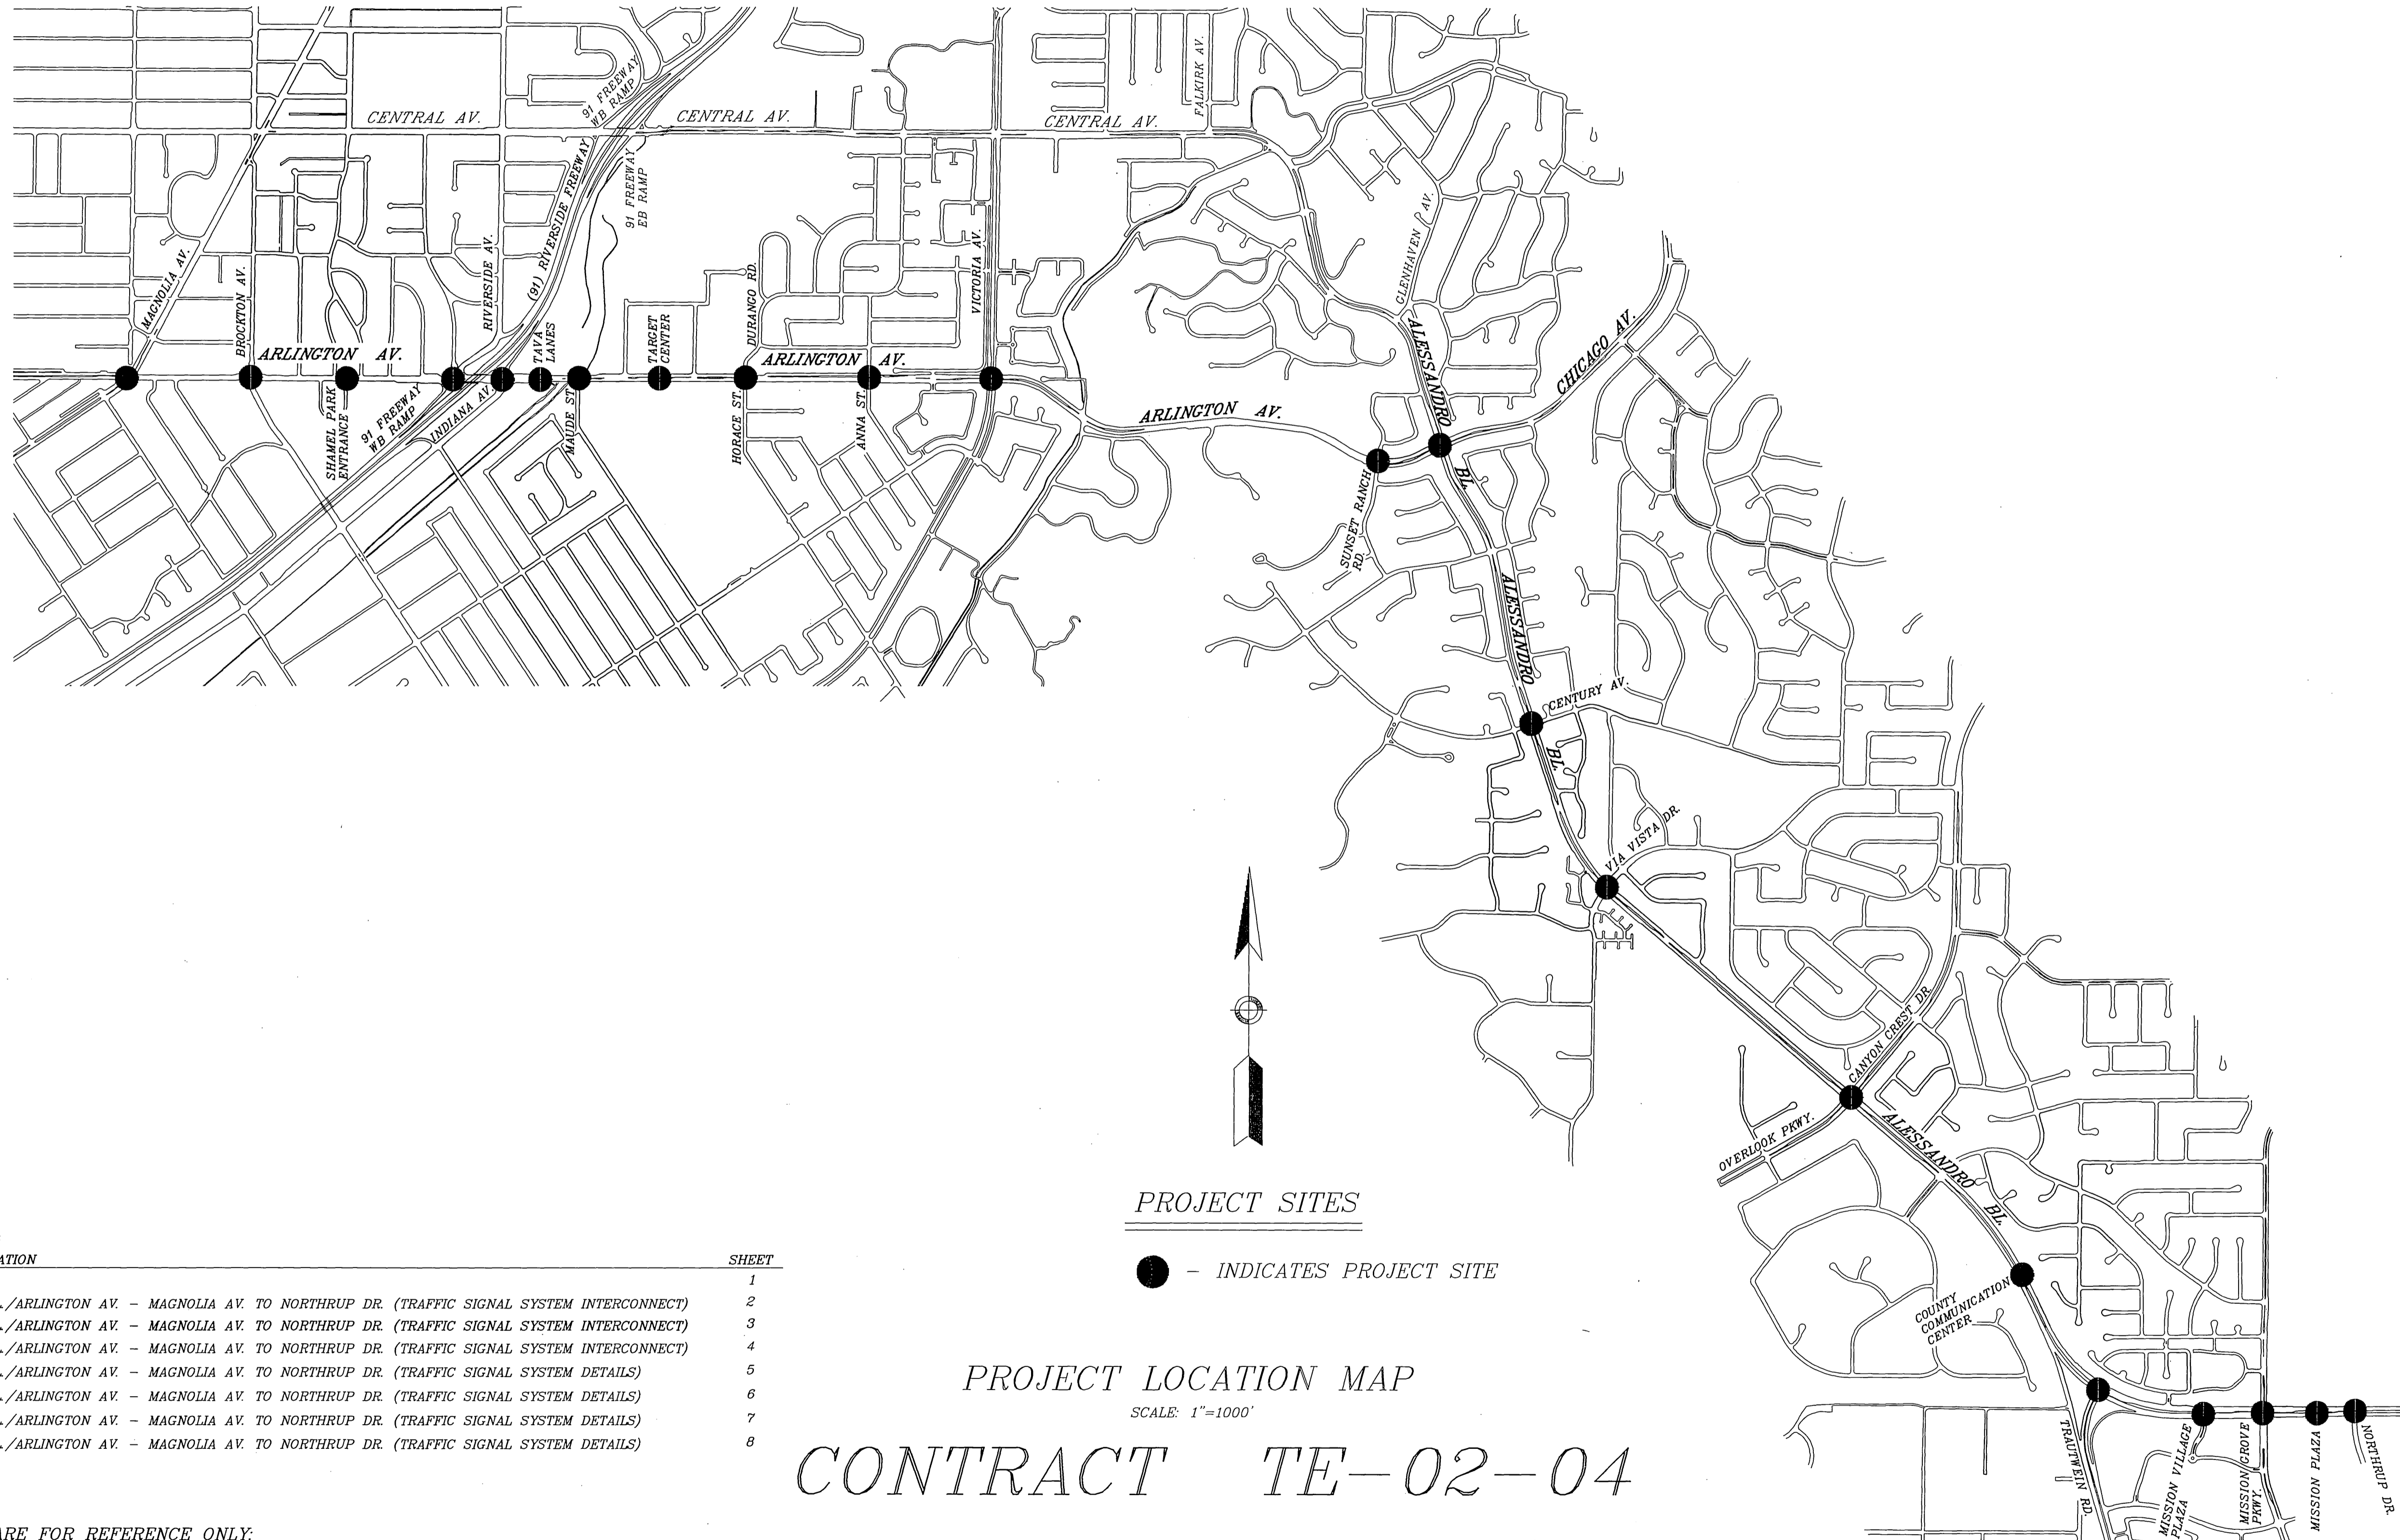 FALKIRK AV.
91 FREEWAY
WB RAMP
CENTRAL AV.
CENTRAL AV.
CENTRAL AV.
91 FREEWAY
EB RAMP
(91) RIVERSIDE FREEWAY
GLENHAVEN AV.
MAGNOLIA AV.
BROCKTON AV.
RIVERSIDE AV.
DURANGO RD.
VICTORIA AV.
TAVA
LANES
TARGET
CENTER
ARLINGTON AV.
ARLINGTON AV.
ALESSANDRO
BL.
CHICAGO AV.
SHAMEL PARK
ENTRANCE
91 FREEWAY
WB RAMP
INDIANA AV.
MAUDE ST.
HORACE ST.
ANNA ST.
ARLINGTON AV.
SUNSET RANCH
RD.
ALESSANDRO
BL.
CENTURY AV.
VIA VISTA DR.
CANYON CREST DR.
OVERLOOK PKWY.
ALESSANDRO
BL.
COUNTY
COMMUNICATION
CENTER
TRAUTWEIN RD.
MISSION VILLAGE
PLAZA
MISSION GROVE
PKWY.
MISSION PLAZA
NORTHRUP DR.
PROJECT SITES
– INDICATES PROJECT SITE
PROJECT LOCATION MAP
SCALE: 1"=1000'
CONTRACT TE–02–04
ATION SHEET
1
./ARLINGTON AV. – MAGNOLIA AV. TO NORTHRUP DR. (TRAFFIC SIGNAL SYSTEM INTERCONNECT) 2
./ARLINGTON AV. – MAGNOLIA AV. TO NORTHRUP DR. (TRAFFIC SIGNAL SYSTEM INTERCONNECT) 3
./ARLINGTON AV. – MAGNOLIA AV. TO NORTHRUP DR. (TRAFFIC SIGNAL SYSTEM INTERCONNECT) 4
./ARLINGTON AV. – MAGNOLIA AV. TO NORTHRUP DR. (TRAFFIC SIGNAL SYSTEM DETAILS) 5
./ARLINGTON AV. – MAGNOLIA AV. TO NORTHRUP DR. (TRAFFIC SIGNAL SYSTEM DETAILS) 6
./ARLINGTON AV. – MAGNOLIA AV. TO NORTHRUP DR. (TRAFFIC SIGNAL SYSTEM DETAILS) 7
./ARLINGTON AV. – MAGNOLIA AV. TO NORTHRUP DR. (TRAFFIC SIGNAL SYSTEM DETAILS) 8
ARE FOR REFERENCE ONLY: